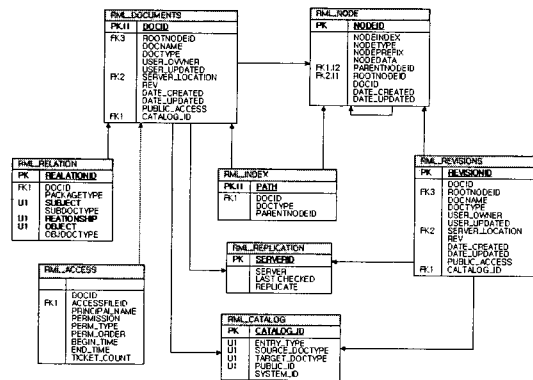 RML_DOCUMENTS
PK,I1 DOCID
FK3 ROOTNODEID
DOCNAME
DOCTYPE
USER_OWNER
USER_UPDATED
FK2 SERVER_LOCATION
REV
DATE_CREATED
DATE_UPDATED
PUBLIC_ACCESS
FK1 CATALOG_ID
RML_NODE
PK NODEID
NODEINDEX
NODETYPE
NODEPREFIX
NODEDATA
FK1,I2 PARENTNODEID
FK2,I1 ROOTNODEID
DOCID
DATE_CREATED
DATE_UPDATED
RML_RELATION
PK REALATIONID
FK1 DOCID
PACKAGETYPE
U1 SUBJECT
SUBDOCTYPE
U1 REATIONSHIP
U1 OBJECT
OBJDOCTYPE
RML_INDEX
PK,I1 PATH
FK1 DOCID
DOCTYPE
PARENTNODEID
RML_REVISIONS
PK REVISIONID
DOCID
FK3 ROOTNODEID
DOCNAME
DOCTYPE
USER_OWNER
USER_UPDATED
FK2 SERVER_LOCATION
REV
DATE_CREATED
DATE_UPDATED
PUBLIC_ACCESS
FK1 CALTALOG_ID
RML_REPLICATION
PK SERVERID
SERVER
LAST CHECKED
REPLICATE
RML_ACCESS
FK1 DOCID
ACCESSFILEID
PRINCIPAL_NAME
PERMISSION
PERM_TYPE
PERM_ORDER
BEGIN_TIME
END_TIME
TICKET_COUNT
RML_CATALOG
PK CATALOG_ID
U1 ENTRY_TYPE
U1 SOURCE_DOCTYPE
U1 TARGET_DOCTYPE
U1 PUBLIC_ID
SYSTEM_ID